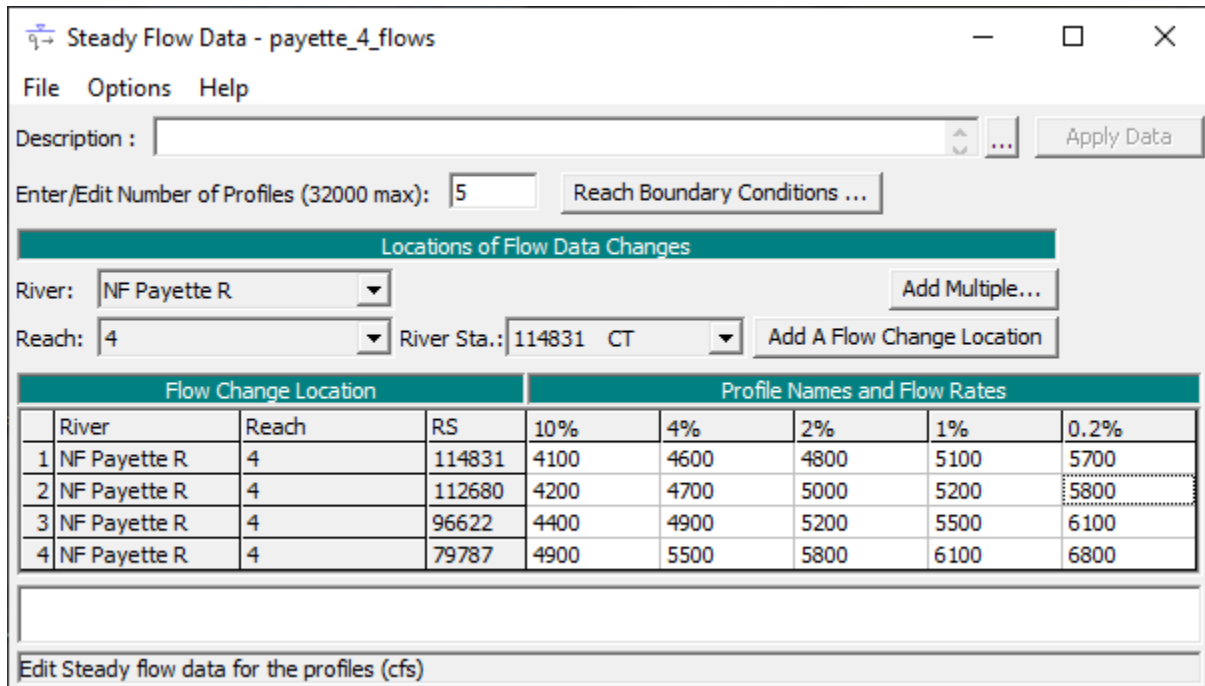 Steady Flow Data - payette_4_flows
File Options Help
Description : ... Apply Data
Enter/Edit Number of Profiles (32000 max): 5 Reach Boundary Conditions ...
Locations of Flow Data Changes
River: NF Payette R Add Multiple...
Reach: 4 River Sta.: 114831 CT Add A Flow Change Location
Flow Change Location Profile Names and Flow Rates
River Reach RS 10% 4% 2% 1% 0.2%
1 NF Payette R 4 114831 4100 4600 4800 5100 5700
2 NF Payette R 4 112680 4200 4700 5000 5200 5800
3 NF Payette R 4 96622 4400 4900 5200 5500 6100
4 NF Payette R 4 79787 4900 5500 5800 6100 6800
Edit Steady flow data for the profiles (cfs)